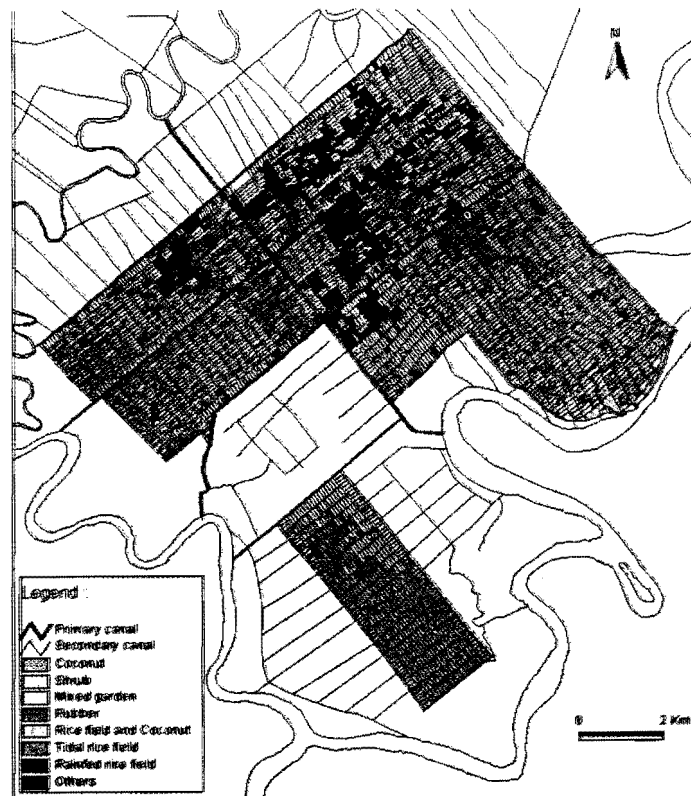 N
Legend :
Primary canal
Secondary canal
Coconut
Shrub
Mixed garden
Rubber
Rice field and Coconut
Tidal rice field
Rainfed rice field
Others
0 2 Km